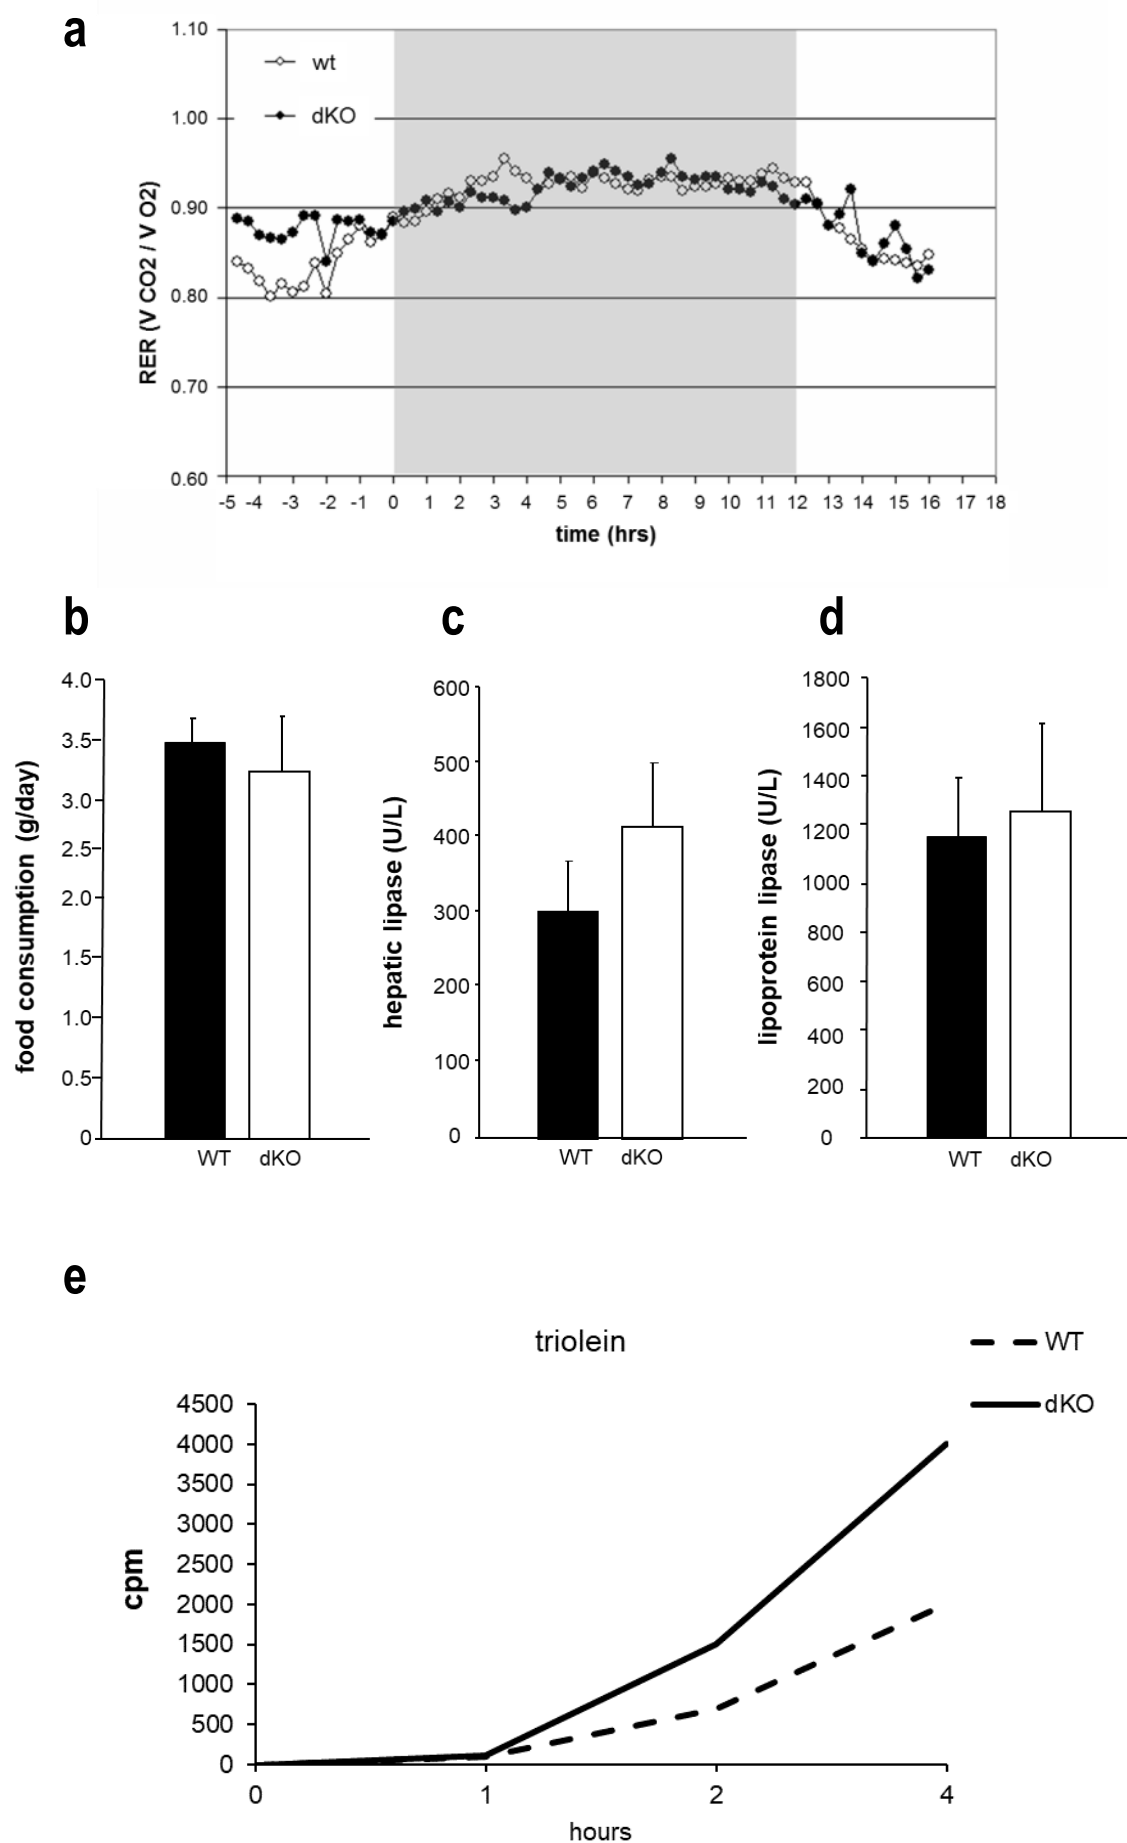 a
1.10
1.00
0.90
0.80
0.70
0.60
RER (V CO2 / V O2)
wt
dKO
-5 -4 -3 -2 -1 0 1 2 3 4 5 6 7 8 9 10 11 12 13 14 15 16 17 18
time (hrs)
b
4.0
3.5
3.0
2.5
2.0
1.5
1.0
0.5
0
food consumption (g/day)
WT dKO
c
600
500
400
300
200
100
0
hepatic lipase (U/L)
WT dKO
d
1800
1600
1400
1200
1000
800
600
400
200
0
lipoprotein lipase (U/L)
WT dKO
e
triolein
WT
dKO
4500
4000
3500
3000
2500
2000
1500
1000
500
0
cpm
0 1 2 4
hours